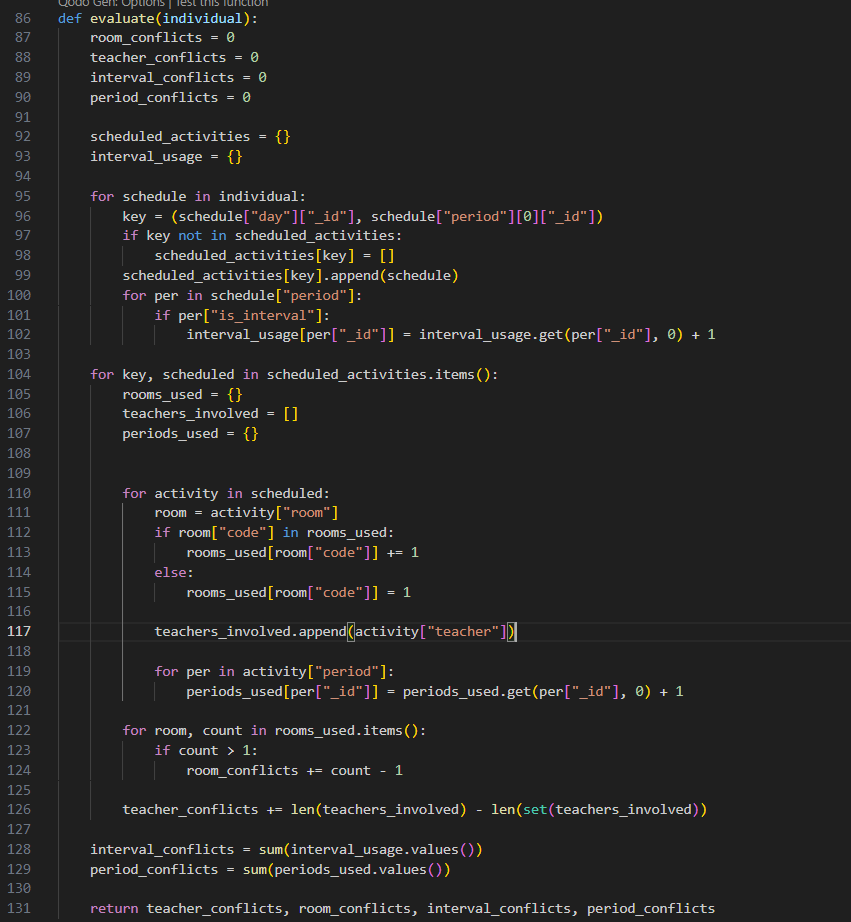 Qodo Gen: Options | Test this function
86 def evaluate(individual):
87     room_conflicts = 0
88     teacher_conflicts = 0
89     interval_conflicts = 0
90     period_conflicts = 0
91
92     scheduled_activities = {}
93     interval_usage = {}
94
95     for schedule in individual:
96         key = (schedule["day"]["_id"], schedule["period"][0]["_id"])
97         if key not in scheduled_activities:
98             scheduled_activities[key] = []
99         scheduled_activities[key].append(schedule)
100         for per in schedule["period"]:
101             if per["is_interval"]:
102                 interval_usage[per["_id"]] = interval_usage.get(per["_id"], 0) + 1
103
104     for key, scheduled in scheduled_activities.items():
105         rooms_used = {}
106         teachers_involved = []
107         periods_used = {}
108
109
110         for activity in scheduled:
111             room = activity["room"]
112             if room["code"] in rooms_used:
113                 rooms_used[room["code"]] += 1
114             else:
115                 rooms_used[room["code"]] = 1
116
117             teachers_involved.append(activity["teacher"])
118
119             for per in activity["period"]:
120                 periods_used[per["_id"]] = periods_used.get(per["_id"], 0) + 1
121
122         for room, count in rooms_used.items():
123             if count > 1:
124                 room_conflicts += count - 1
125
126         teacher_conflicts += len(teachers_involved) - len(set(teachers_involved))
127
128     interval_conflicts = sum(interval_usage.values())
129     period_conflicts = sum(periods_used.values())
130
131     return teacher_conflicts, room_conflicts, interval_conflicts, period_conflicts